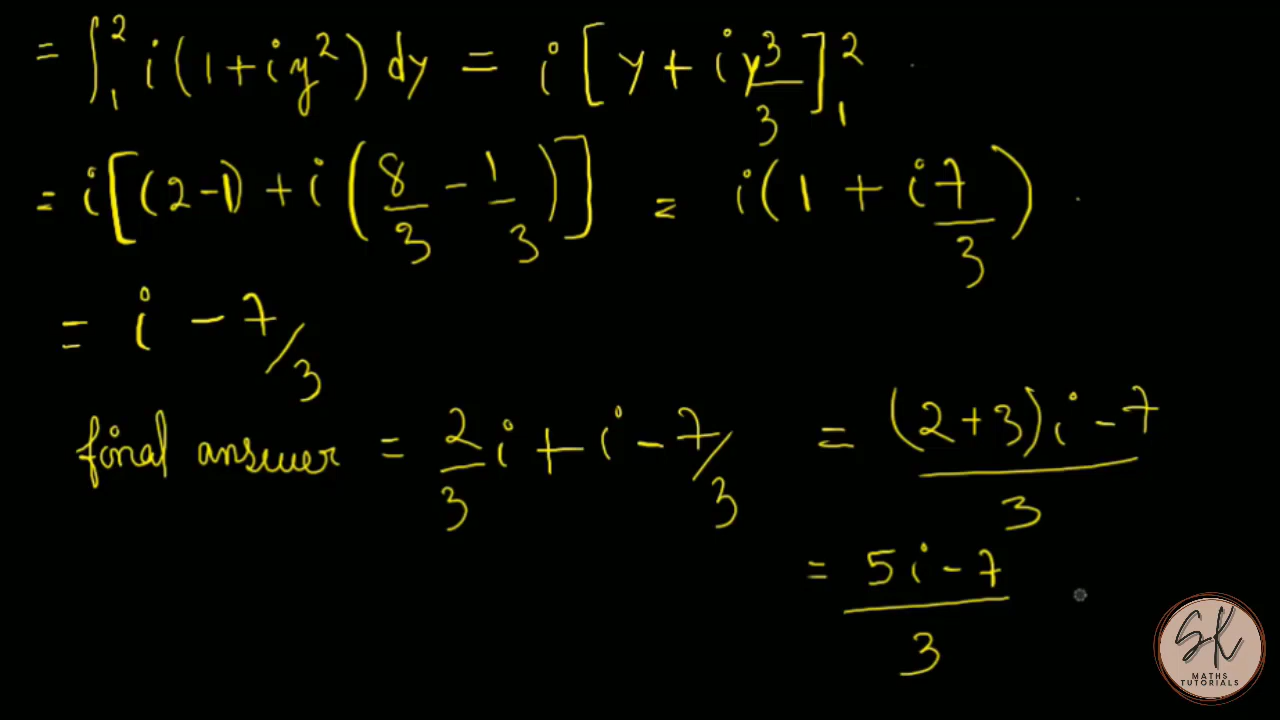 = ∫₁² i(1+iy²) dy = i [y + iy³/3]₁²
= i[(2-1) + i(8/3 - 1/3)] = i(1 + i7/3)
= i - 7/3
final answer = 2/3 i + i - 7/3 = (2+3)i - 7 / 3
= 5i - 7 / 3
SK
MATHS
TUTORIALS